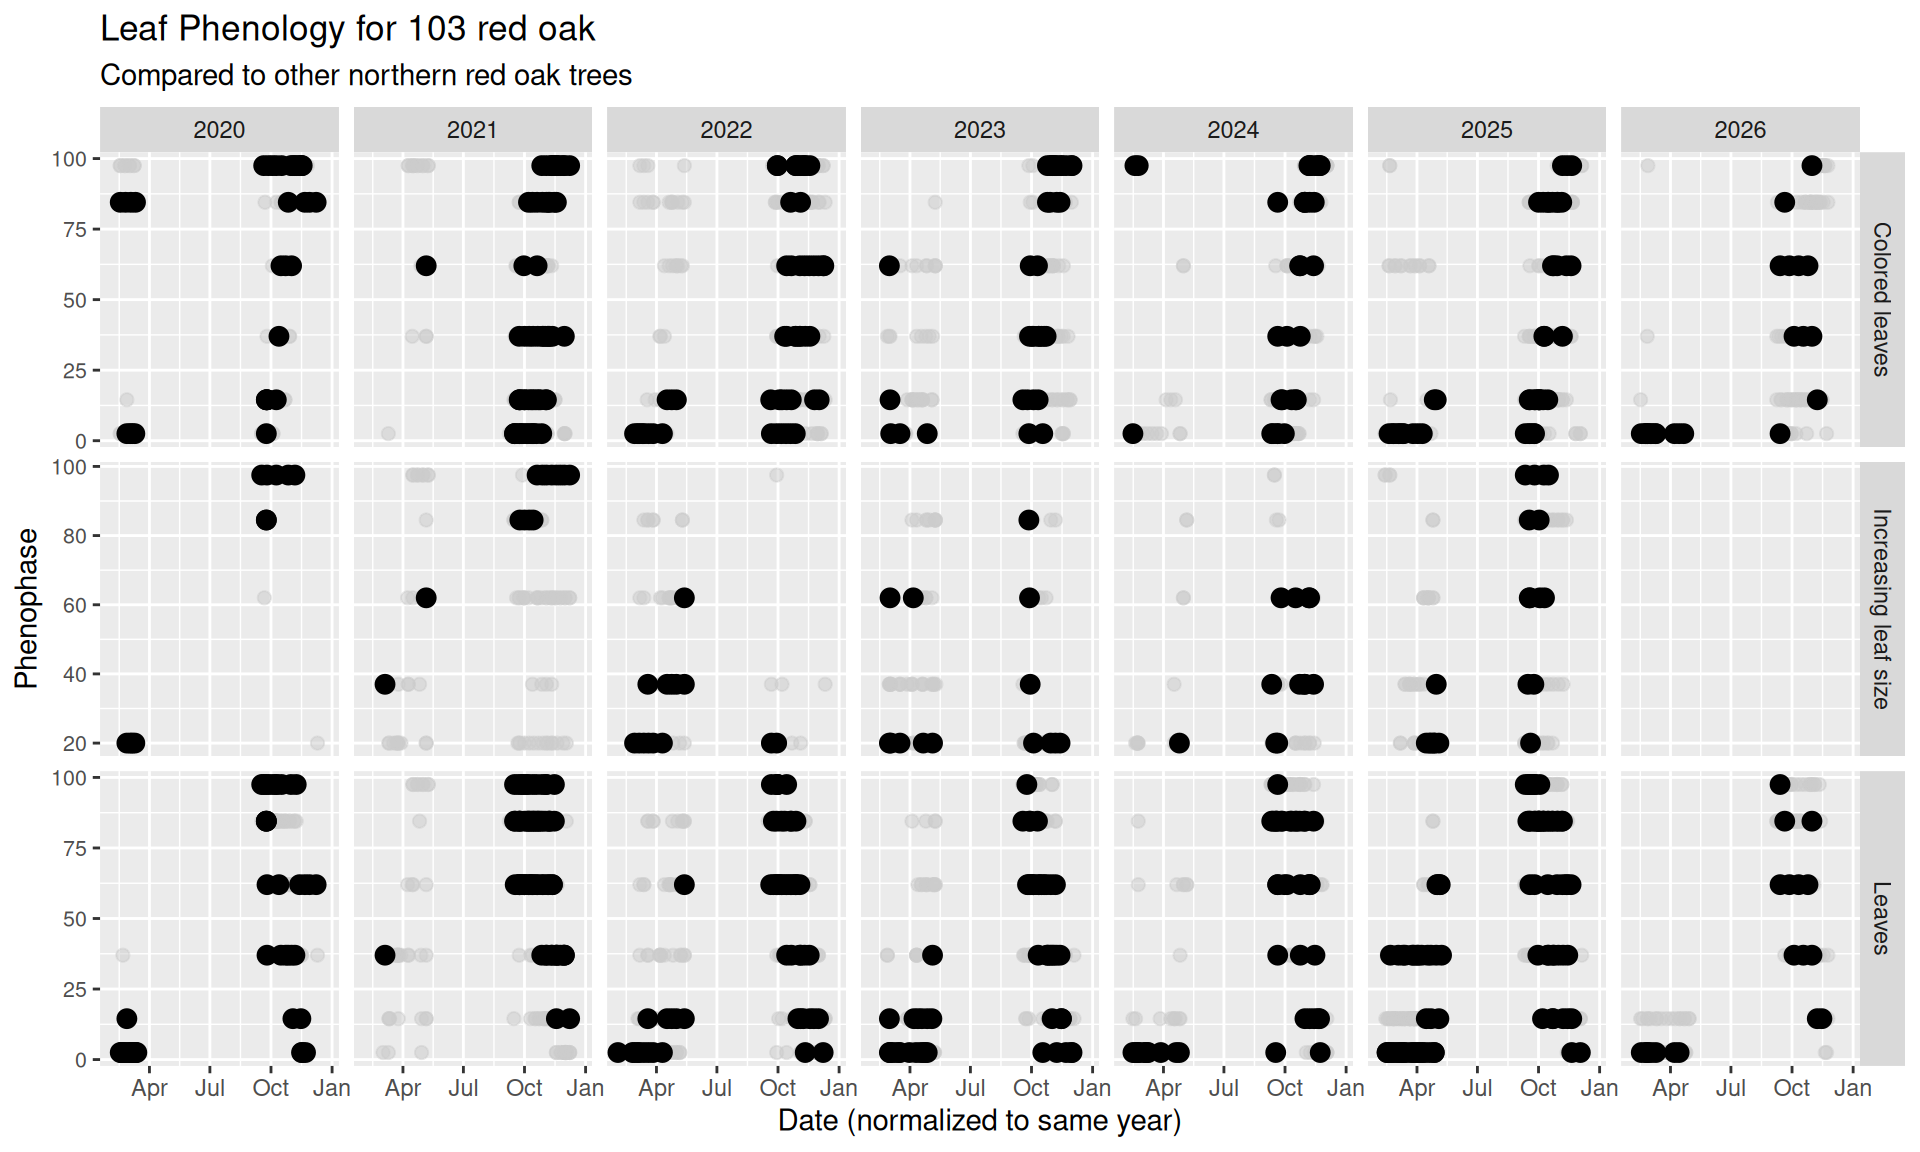 Leaf Phenology for 103 red oak
Compared to other northern red oak trees
2020 2021 2022 2023 2024 2025 2026
100
75
50
25
0
Colored leaves
100
80
60
40
20
Increasing leaf size
100
75
50
25
0
Leaves
Phenophase
Apr Jul Oct Jan Apr Jul Oct Jan Apr Jul Oct Jan Apr Jul Oct Jan Apr Jul Oct Jan Apr Jul Oct Jan Apr Jul Oct Jan
Date (normalized to same year)